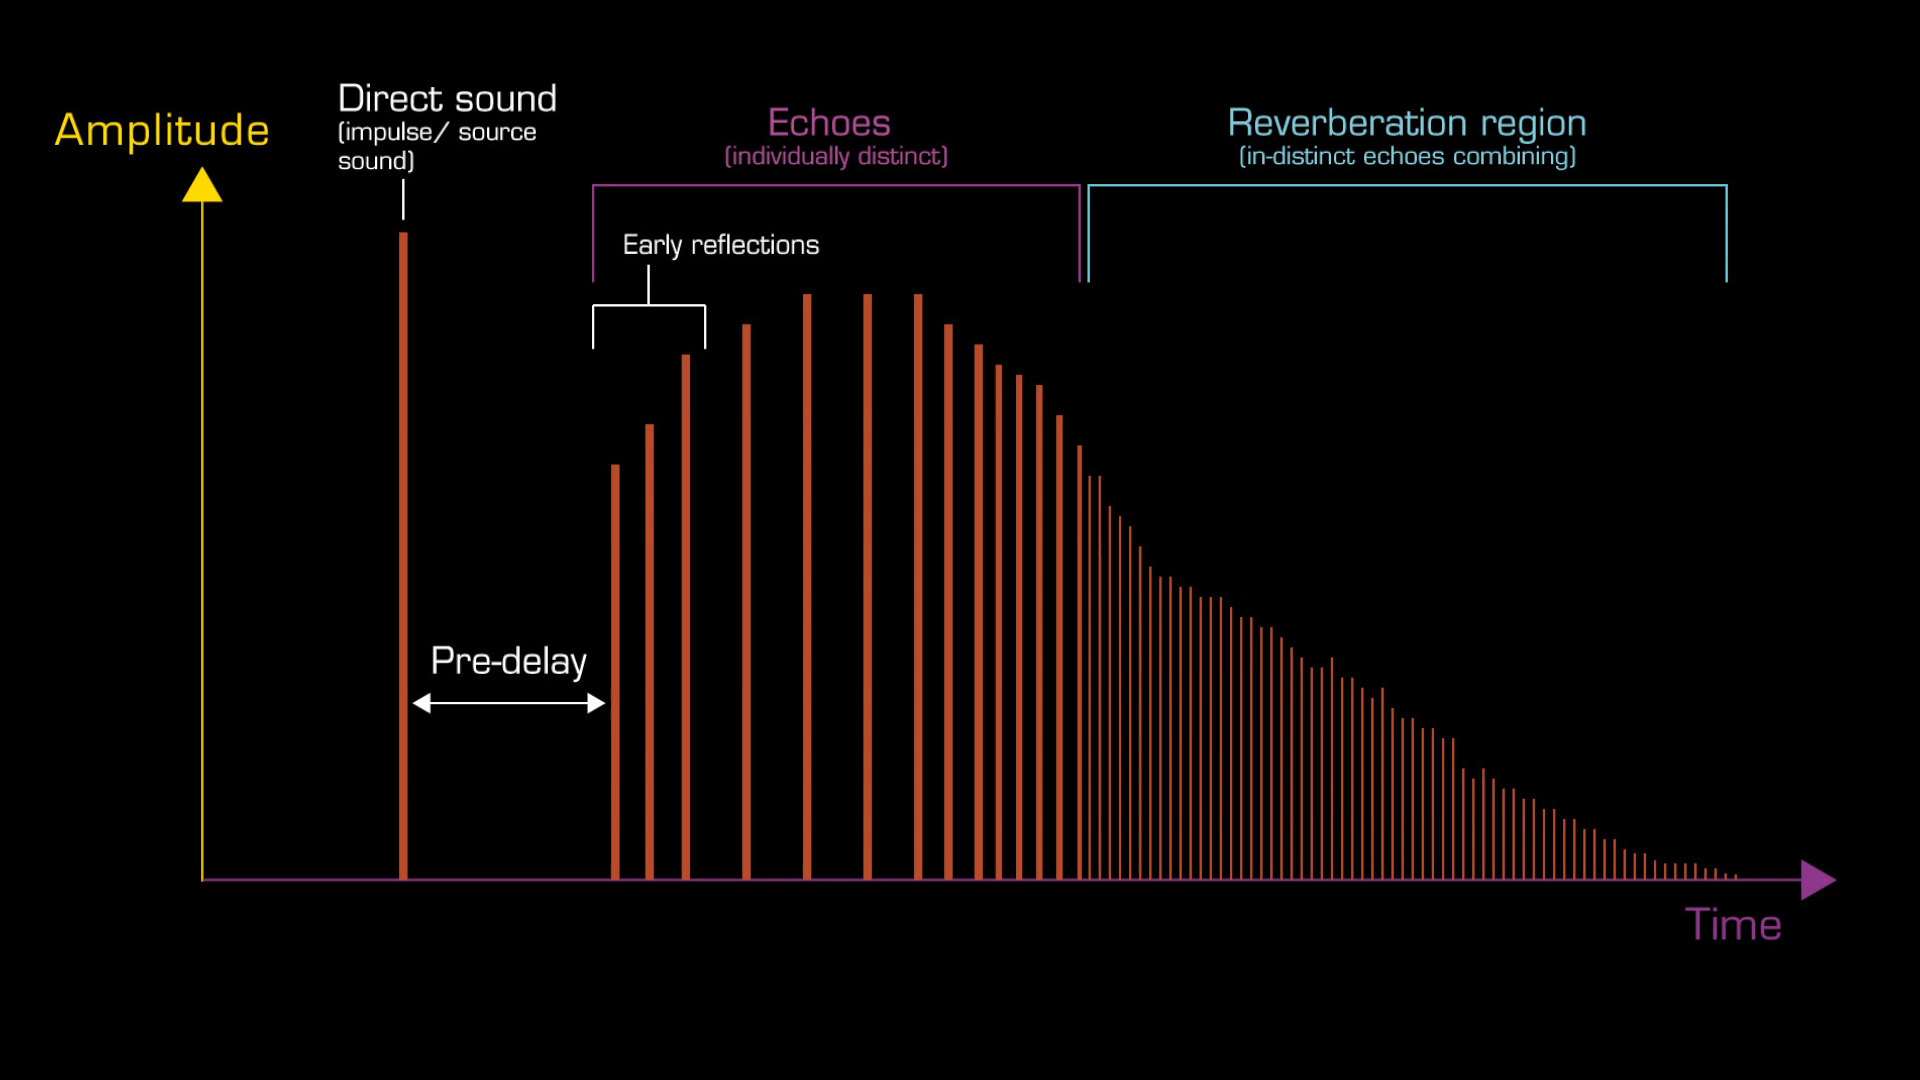 Amplitude
Direct sound
(impulse/ source
sound)
Echoes
(individually distinct)
Reverberation region
(in-distinct echoes combining)
Early reflections
Pre-delay
Time